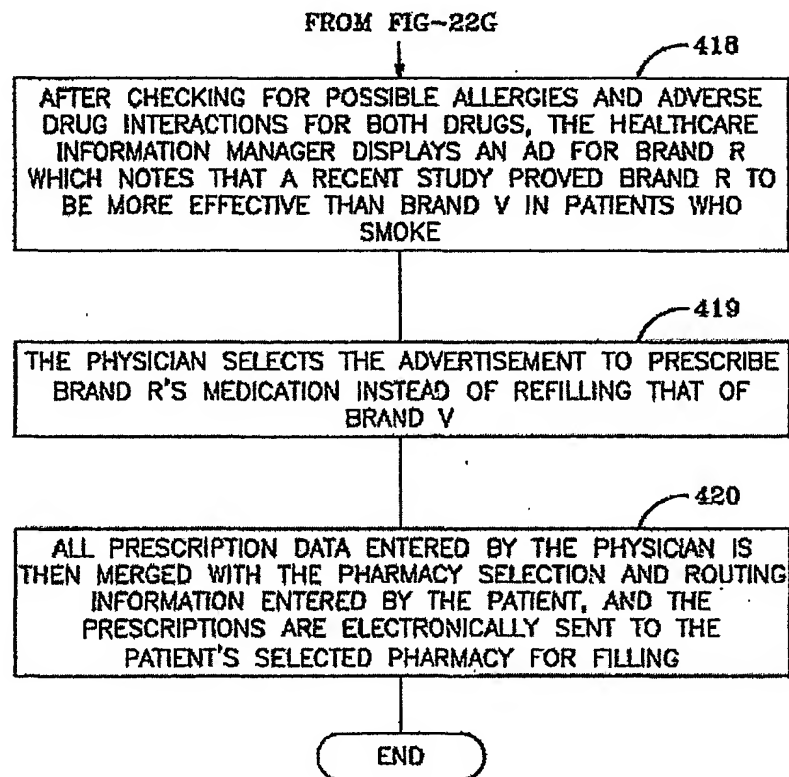 FROM FIG-22G
418
AFTER CHECKING FOR POSSIBLE ALLERGIES AND ADVERSE
DRUG INTERACTIONS FOR BOTH DRUGS, THE HEALTHCARE
INFORMATION MANAGER DISPLAYS AN AD FOR BRAND R
WHICH NOTES THAT A RECENT STUDY PROVED BRAND R TO
BE MORE EFFECTIVE THAN BRAND V IN PATIENTS WHO
SMOKE
419
THE PHYSICIAN SELECTS THE ADVERTISEMENT TO PRESCRIBE
BRAND R'S MEDICATION INSTEAD OF REFILLING THAT OF
BRAND V
420
ALL PRESCRIPTION DATA ENTERED BY THE PHYSICIAN IS
THEN MERGED WITH THE PHARMACY SELECTION AND ROUTING
INFORMATION ENTERED BY THE PATIENT, AND THE
PRESCRIPTIONS ARE ELECTRONICALLY SENT TO THE
PATIENT'S SELECTED PHARMACY FOR FILLING
END